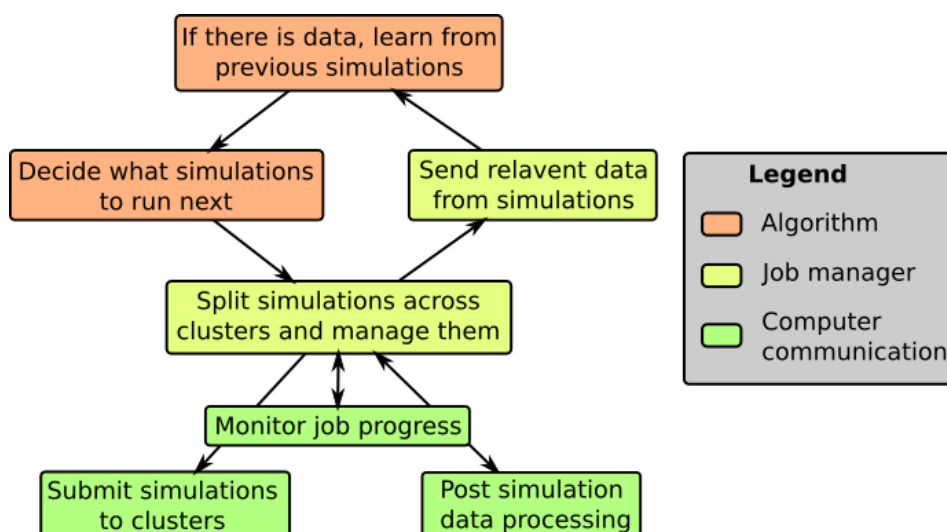 If there is data, learn from
previous simulations
Decide what simulations
to run next
Send relavent data
from simulations
Legend
Algorithm
Job manager
Computer
communication
Split simulations across
clusters and manage them
Monitor job progress
Submit simulations
to clusters
Post simulation
data processing